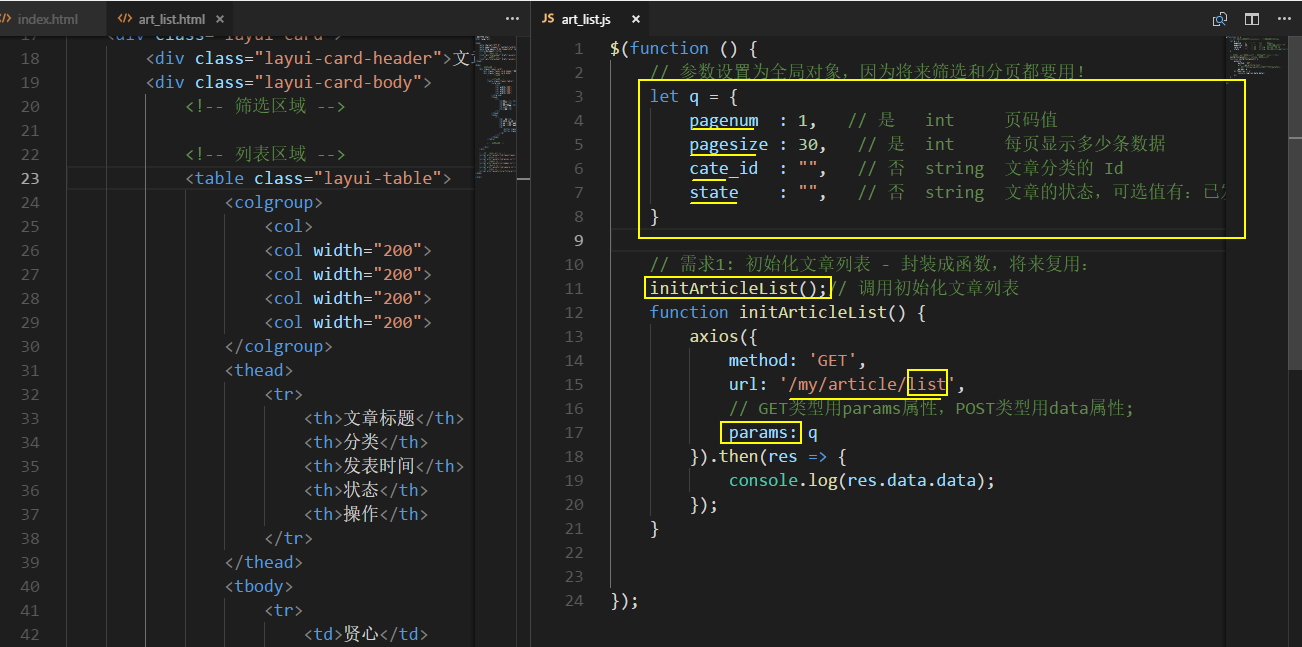 index.html
art_list.html ×
···
17 <div class="layui-card">
18 <div class="layui-card-header">
19 <div class="layui-card-body">
20 <!-- 筛选区域 -->
21
22 <!-- 列表区域 -->
23 <table class="layui-table">
24 <colgroup>
25 <col>
26 <col width="200">
27 <col width="200">
28 <col width="200">
29 <col width="200">
30 </colgroup>
31 <thead>
32 <tr>
33 <th>文章标题</th>
34 <th>分类</th>
35 <th>发表时间</th>
36 <th>状态</th>
37 <th>操作</th>
38 </tr>
39 </thead>
40 <tbody>
41 <tr>
42 <td>贤心</td>
JS art_list.js ×
···
1 $(function () {
2 // 参数设置为全局对象，因为将来筛选和分页都要用！
3 let q = {
4 pagenum : 1, // 是 int 页码值
5 pagesize : 30, // 是 int 每页显示多少条数据
6 cate_id : "", // 否 string 文章分类的 Id
7 state : "", // 否 string 文章的状态，可选值有：
8 }
9
10 // 需求1: 初始化文章列表 - 封装成函数，将来复用：
11 initArticleList();// 调用初始化文章列表
12 function initArticleList() {
13 axios({
14 method: 'GET',
15 url: '/my/article/list',
16 // GET类型用params属性，POST类型用data属性；
17 params: q
18 }).then(res => {
19 console.log(res.data.data);
20 });
21 }
22
23
24 });